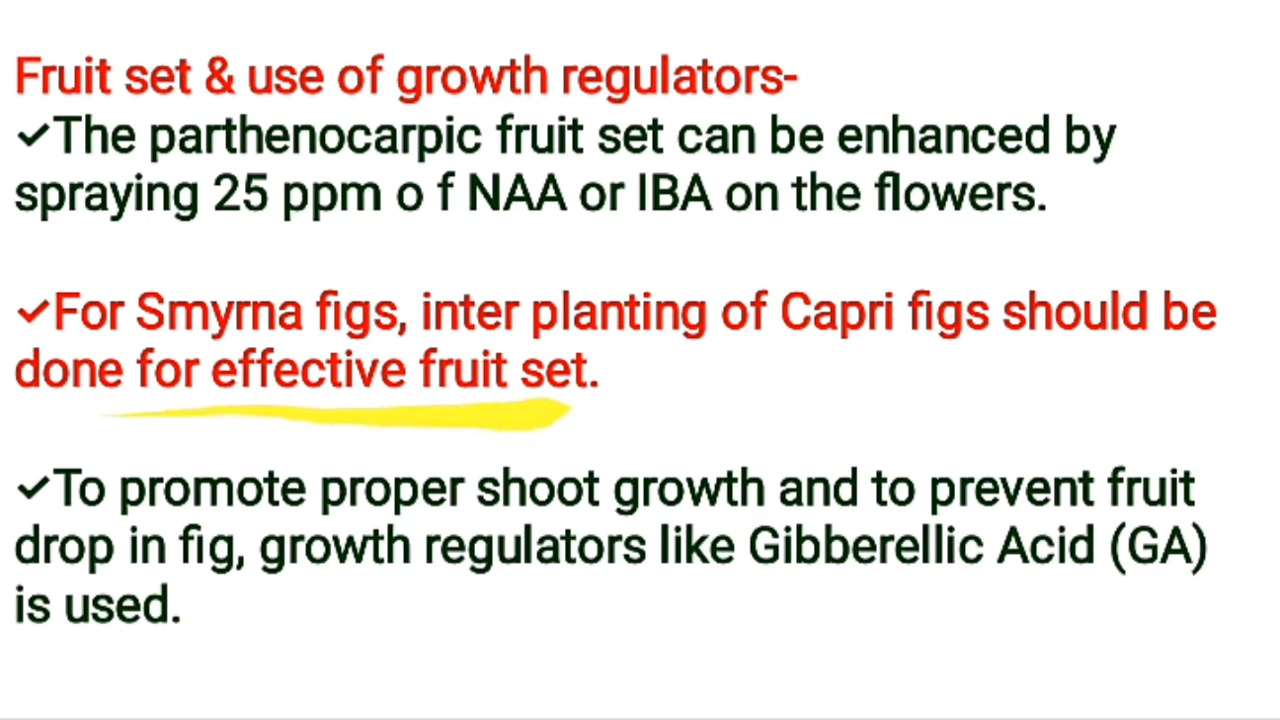 Fruit set & use of growth regulators-
✓The parthenocarpic fruit set can be enhanced by
spraying 25 ppm o f NAA or IBA on the flowers.
✓For Smyrna figs, inter planting of Capri figs should be
done for effective fruit set.
✓To promote proper shoot growth and to prevent fruit
drop in fig, growth regulators like Gibberellic Acid (GA)
is used.